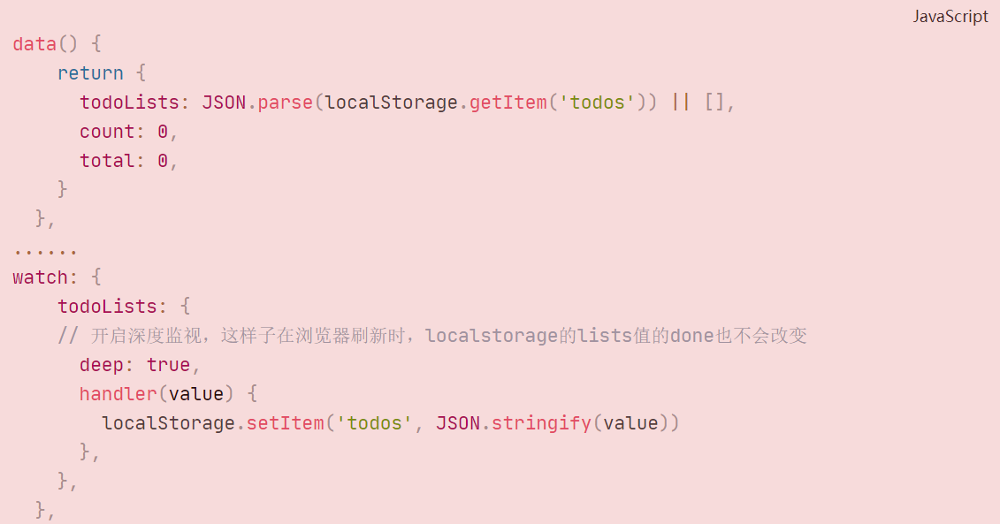 JavaScript
data() {
    return {
      todoLists: JSON.parse(localStorage.getItem('todos')) || [],
      count: 0,
      total: 0,
    }
  },
......
watch: {
    todoLists: {
    // 开启深度监视，这样子在浏览器刷新时，localstorage的lists值的done也不会改变
      deep: true,
      handler(value) {
        localStorage.setItem('todos', JSON.stringify(value))
      },
    },
  },